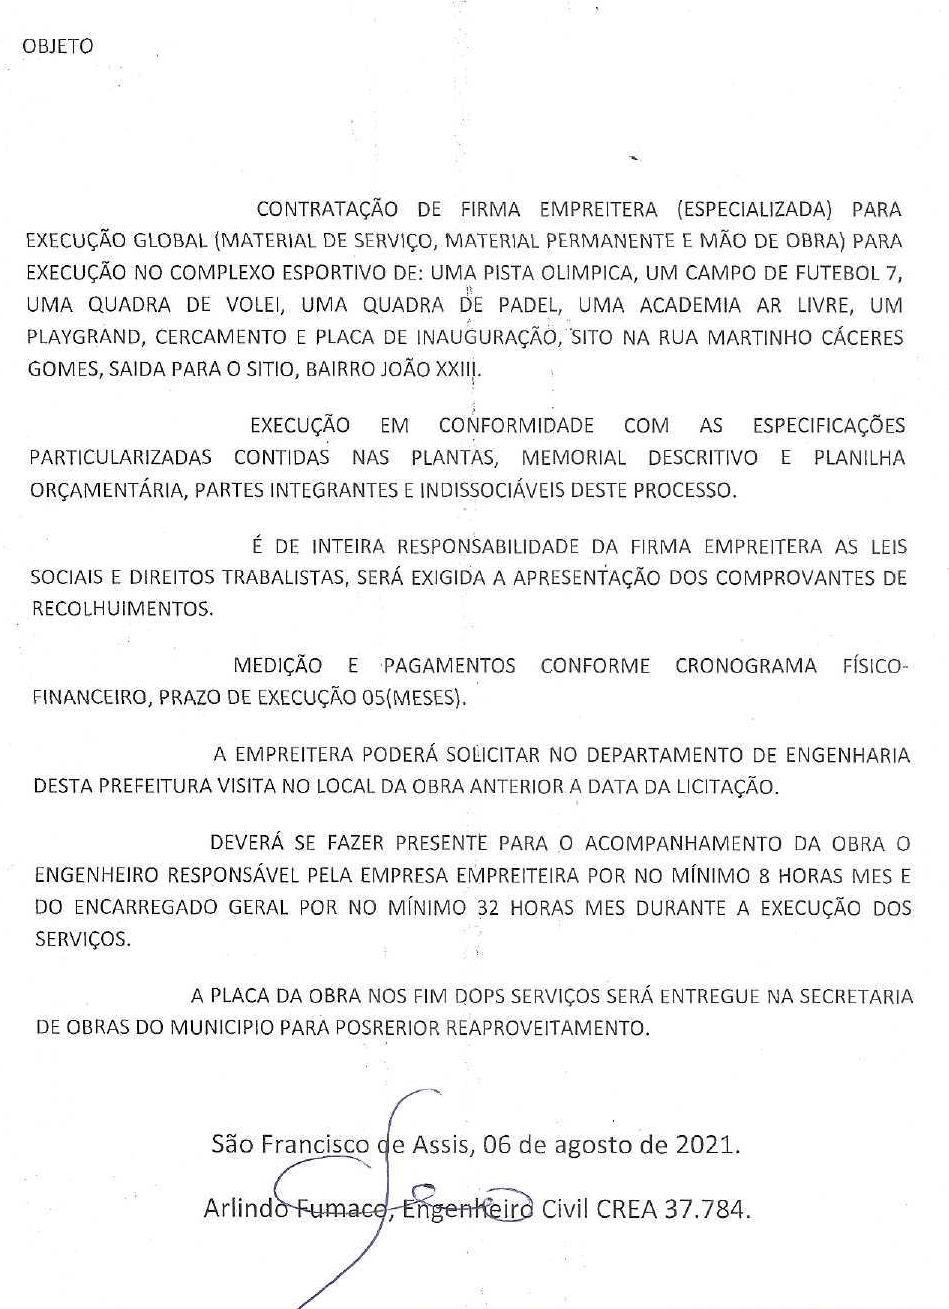 OBJETO
CONTRATAÇÃO DE FIRMA EMPREITERA (ESPECIALIZADA) PARA
EXECUÇÃO GLOBAL (MATERIAL DE SERVIÇO, MATERIAL PERMANENTE E MÃO DE OBRA) PARA
EXECUÇÃO NO COMPLEXO ESPORTIVO DE: UMA PISTA OLIMPICA, UM CAMPO DE FUTEBOL 7,
UMA QUADRA DE VOLEI, UMA QUADRA DE PADEL, UMA ACADEMIA AR LIVRE, UM
PLAYGRAND, CERCAMENTO E PLACA DE INAUGURAÇÃO, SITO NA RUA MARTINHO CÁCERES
GOMES, SAIDA PARA O SITIO, BAIRRO JOÃO XXIII.
EXECUÇÃO EM CONFORMIDADE COM AS ESPECIFICAÇÕES
PARTICULARIZADAS CONTIDAS NAS PLANTAS, MEMORIAL DESCRITIVO E PLANILHA
ORÇAMENTÁRIA, PARTES INTEGRANTES E INDISSOCIÁVEIS DESTE PROCESSO.
É DE INTEIRA RESPONSABILIDADE DA FIRMA EMPREITERA AS LEIS
SOCIAIS E DIREITOS TRABALISTAS, SERÁ EXIGIDA A APRESENTAÇÃO DOS COMPROVANTES DE
RECOLHUIMENTOS.
MEDIÇÃO E PAGAMENTOS CONFORME CRONOGRAMA FÍSICO-
FINANCEIRO, PRAZO DE EXECUÇÃO 05(MESES).
A EMPREITERA PODERÁ SOLICITAR NO DEPARTAMENTO DE ENGENHARIA
DESTA PREFEITURA VISITA NO LOCAL DA OBRA ANTERIOR A DATA DA LICITAÇÃO.
DEVERÁ SE FAZER PRESENTE PARA O ACOMPANHAMENTO DA OBRA O
ENGENHEIRO RESPONSÁVEL PELA EMPRESA EMPREITEIRA POR NO MÍNIMO 8 HORAS MES E
DO ENCARREGADO GERAL POR NO MÍNIMO 32 HORAS MES DURANTE A EXECUÇÃO DOS
SERVIÇOS.
A PLACA DA OBRA NOS FIM DOPS SERVIÇOS SERÁ ENTREGUE NA SECRETARIA
DE OBRAS DO MUNICIPIO PARA POSRERIOR REAPROVEITAMENTO.
São Francisco de Assis, 06 de agosto de 2021.
Arlindo Fumaco, Engenheiro Civil CREA 37.784.